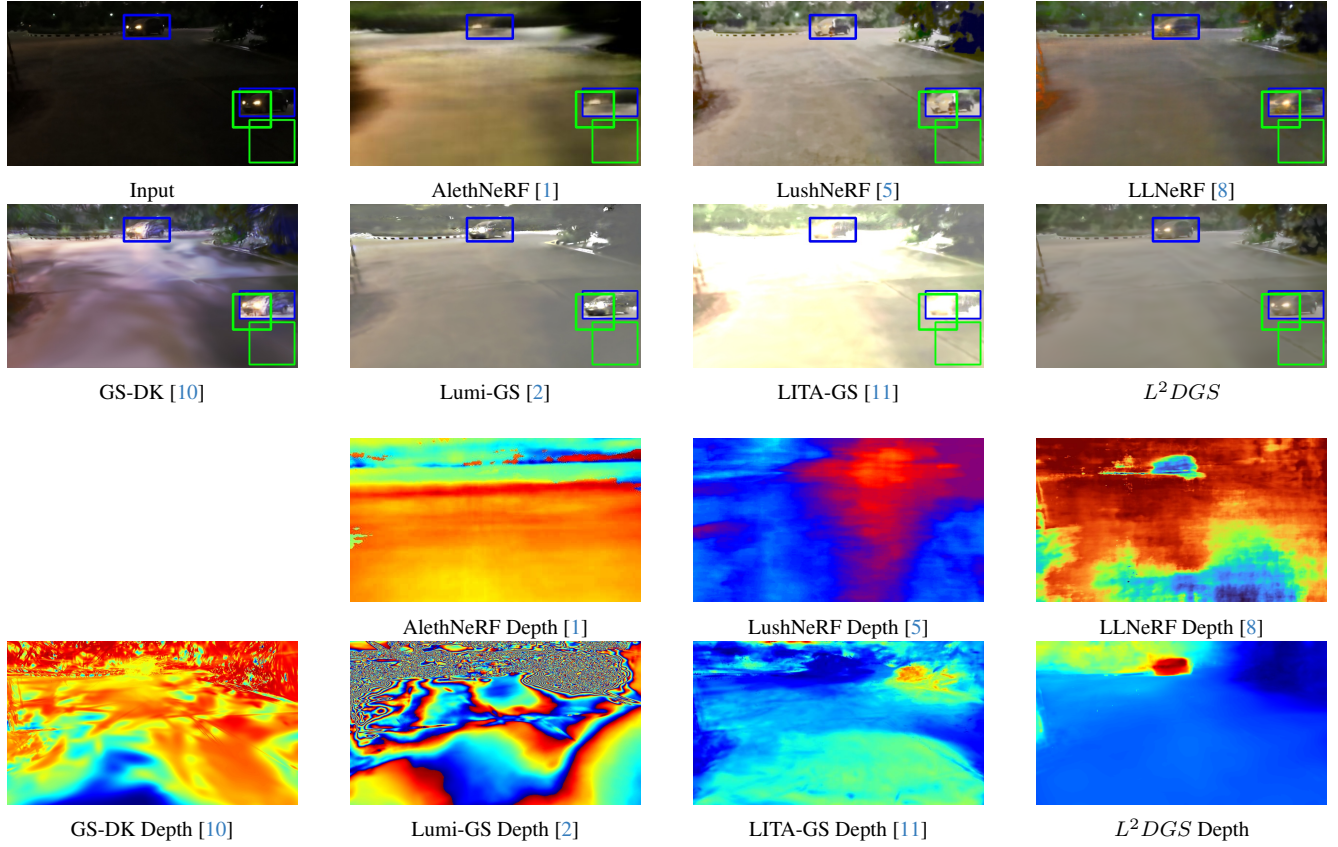 Input
AlethNeRF [1]
LushNeRF [5]
LLNeRF [8]
GS-DK [10]
Lumi-GS [2]
LITA-GS [11]
L²DGS
AlethNeRF Depth [1]
LushNeRF Depth [5]
LLNeRF Depth [8]
GS-DK Depth [10]
Lumi-GS Depth [2]
LITA-GS Depth [11]
L²DGS Depth